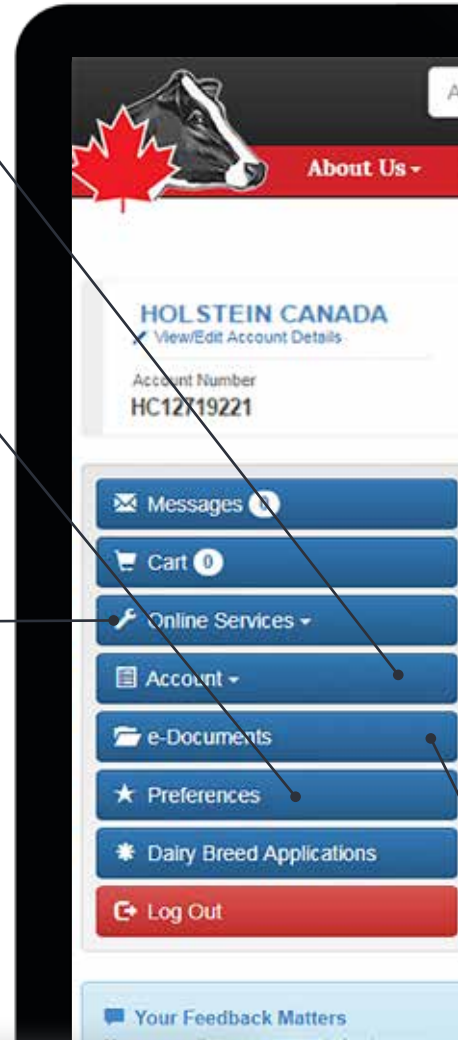 A
About Us
HOLSTEIN CANADA
View/Edit Account Details
Account Number
HC12719221
Messages 0
Cart 0
Online Services
Account
e-Documents
Preferences
Dairy Breed Applications
Log Out
Your Feedback Matters